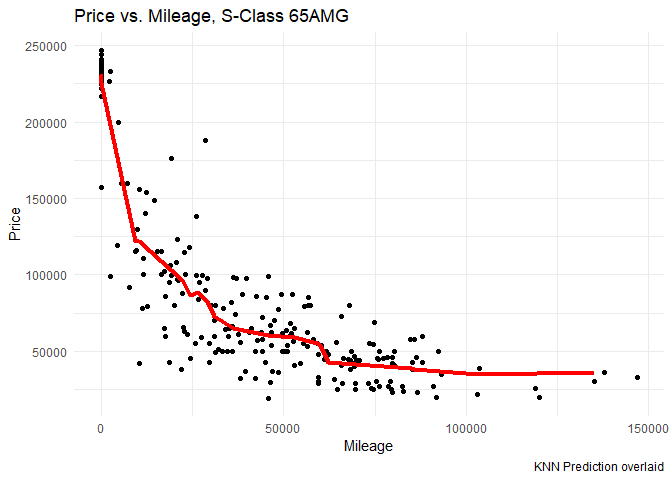 Price vs. Mileage, S-Class 65AMG
250000
200000
150000
100000
50000
Price
0
50000
100000
150000
Mileage
KNN Prediction overlaid